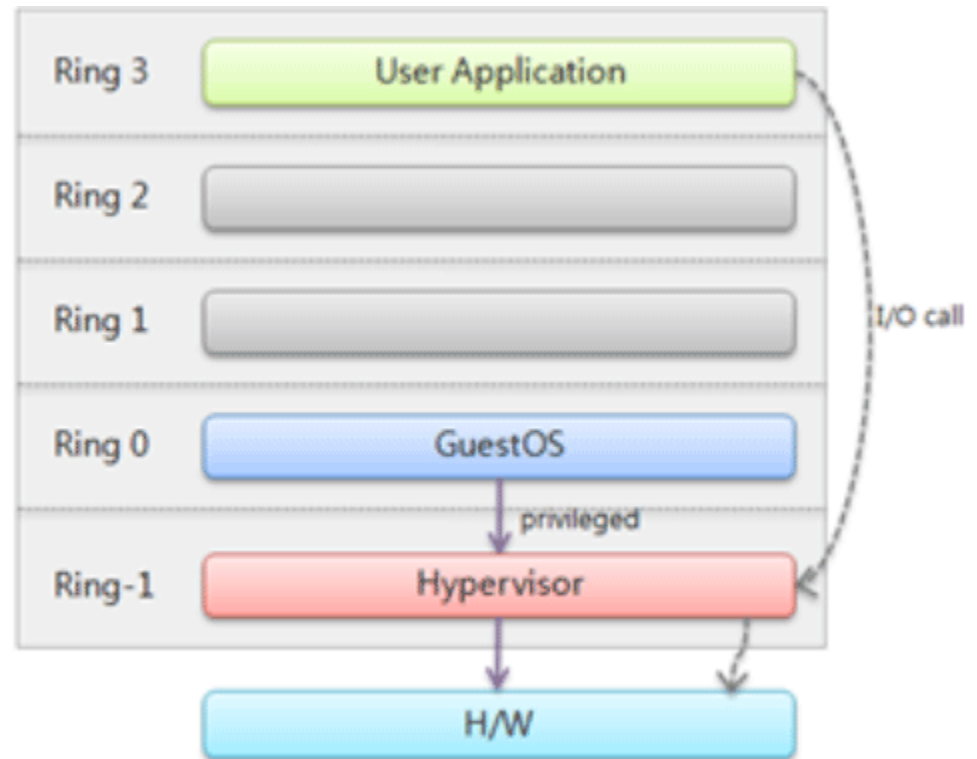 Ring 3
User Application
Ring 2
Ring 1
I/O call
Ring 0
GuestOS
privileged
Ring-1
Hypervisor
H/W